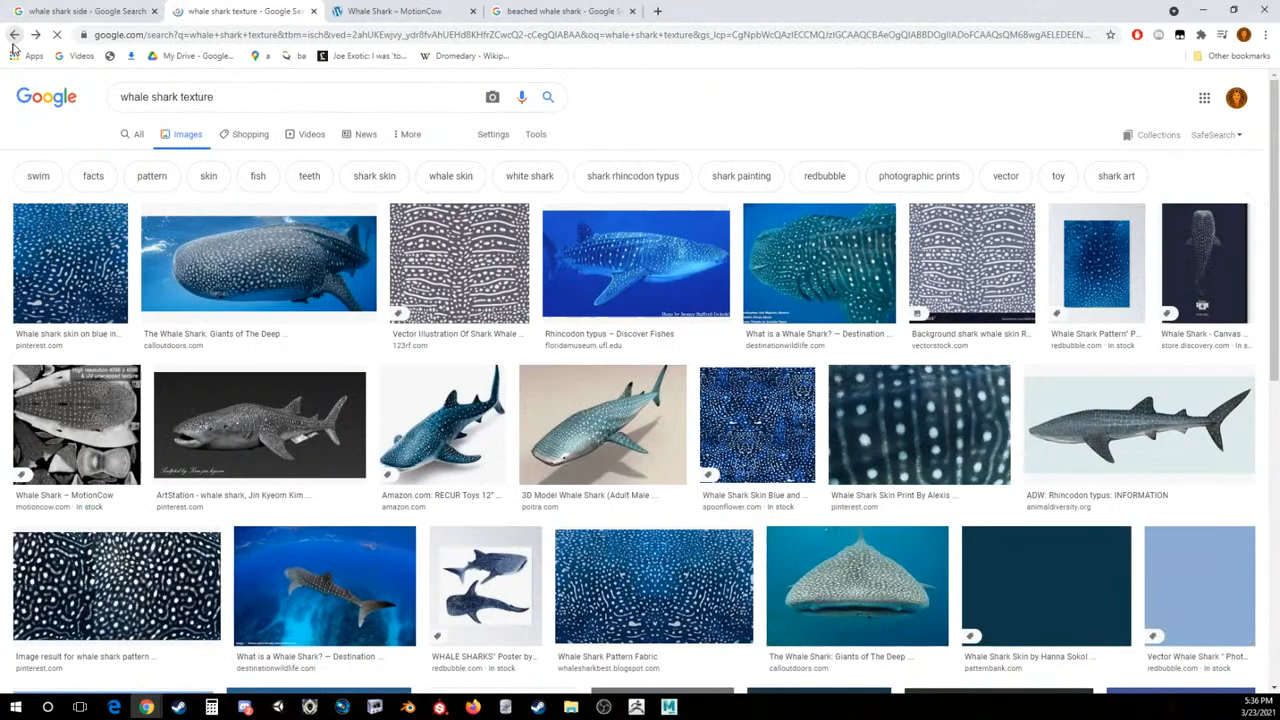 whale shark side - Google Search
whale shark texture - Google Sea
Whale Shark – MotionCow
beached whale shark - Google S
Apps
Videos
My Drive - Google...
a
ba
Joe Exotic: I was 'to...
Dromedary - Wikip...
Other bookmarks
Google
whale shark texture
All
Images
Shopping
Videos
News
More
Settings
Tools
Collections
SafeSearch
swim
facts
pattern
skin
fish
teeth
shark skin
whale skin
white shark
shark rhincodon typus
shark painting
redbubble
photographic prints
vector
toy
shark art
Whale shark skin on blue in...
pinterest.com
The Whale Shark: Giants of The Deep ...
calloutdoors.com
Vector Illustration Of Shark Whale ...
123rf.com
Rhincodon typus – Discover Fishes
floridamuseum.ufl.edu
What is a Whale Shark? — Destination ...
destinationwildlife.com
Background shark whale skin R...
vectorstock.com
Whale Shark Pattern" P...
redbubble.com · In stock
Whale Shark - Canvas ...
store.discovery.com · In s...
High resolution 4096 x 4096
& UV unwrapped texture
Whale Shark – MotionCow
motioncow.com · In stock
ArtStation - whale shark, Jin Kyeom Kim ...
pinterest.com
Amazon.com: RECUR Toys 12" ...
amazon.com
3D Model Whale Shark (Adult Male ...
poitra.com
Whale Shark Skin Blue and ...
spoonflower.com · In stock
Whale Shark Skin Print By Alexis ...
pinterest.com
ADW: Rhincodon typus: INFORMATION
animaldiversity.org
Image result for whale shark pattern ...
pinterest.com
What is a Whale Shark? — Destination ...
destinationwildlife.com
WHALE SHARKS" Poster by...
redbubble.com · In stock
Whale Shark Pattern Fabric
whalesharkbest.blogspot.com
The Whale Shark: Giants of The Deep ...
calloutdoors.com
Whale Shark Skin by Hanna Sokol ...
patternbank.com
Vector Whale Shark " Phot...
redbubble.com · In stock
5:36 PM
3/23/2021